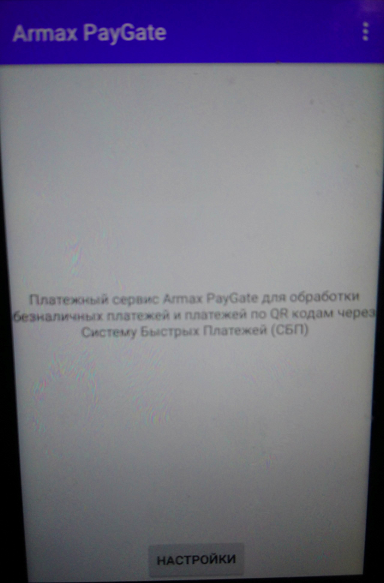 Armax PayGate
Платежный сервис Armax PayGate для обработки
безналичных платежей и платежей по QR кодам через
Систему Быстрых Платежей (СБП)
НАСТРОЙКИ